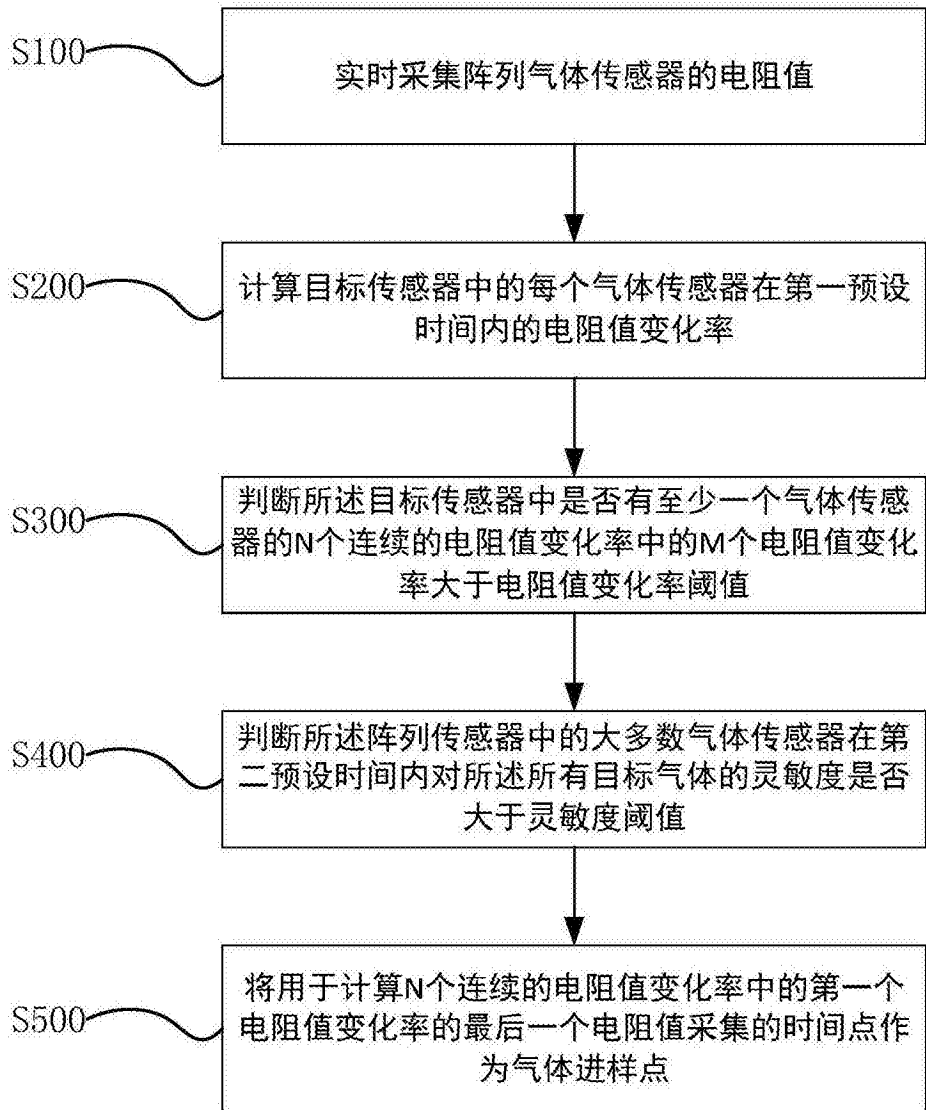 S100
实时采集阵列气体传感器的电阻值
S200
计算目标传感器中的每个气体传感器在第一预设
时间内的电阻值变化率
S300
判断所述目标传感器中是否有至少一个气体传感
器的N个连续的电阻值变化率中的M个电阻值变化
率大于电阻值变化率阈值
S400
判断所述阵列传感器中的大多数气体传感器在第
二预设时间内对所述所有目标气体的灵敏度是否
大于灵敏度阈值
S500
将用于计算N个连续的电阻值变化率中的第一个
电阻值变化率的最后一个电阻值采集的时间点作
为气体进样点